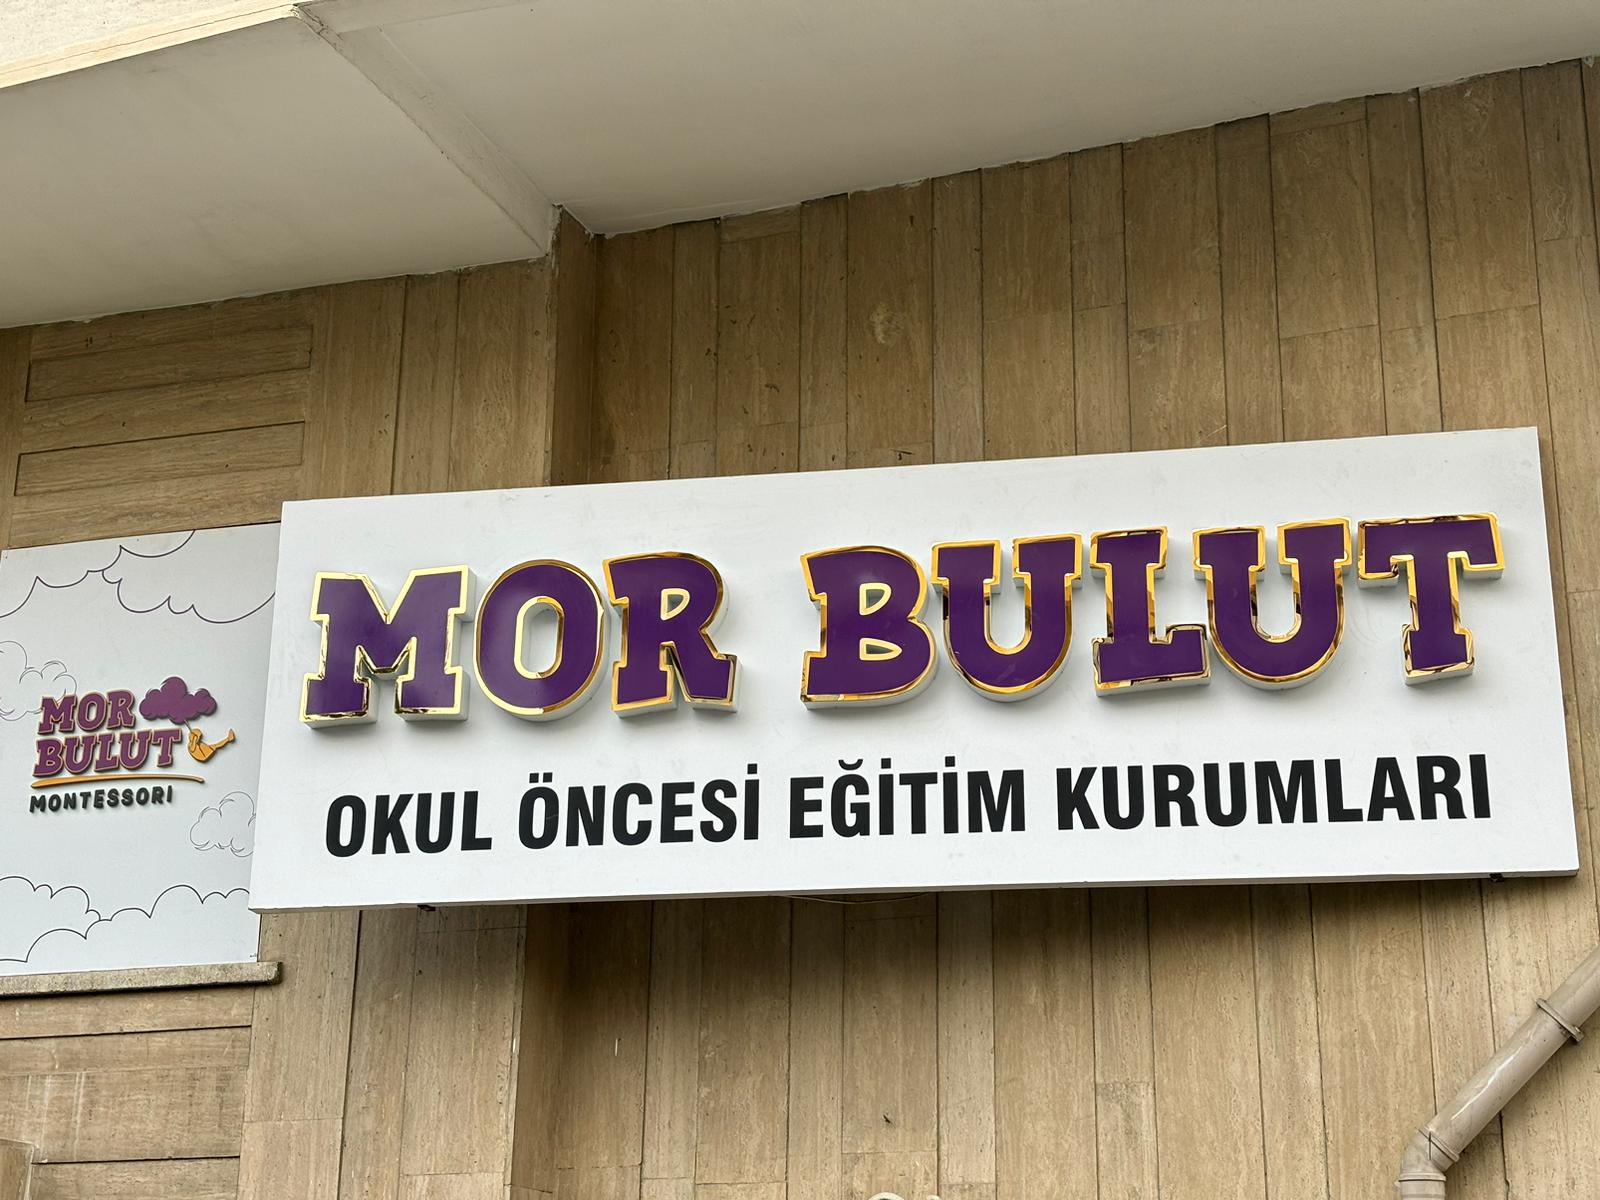 MOR BULUT
OKUL ÖNCESİ EĞİTİM KURUMLARI
MOR
BULUT
MONTESSORI